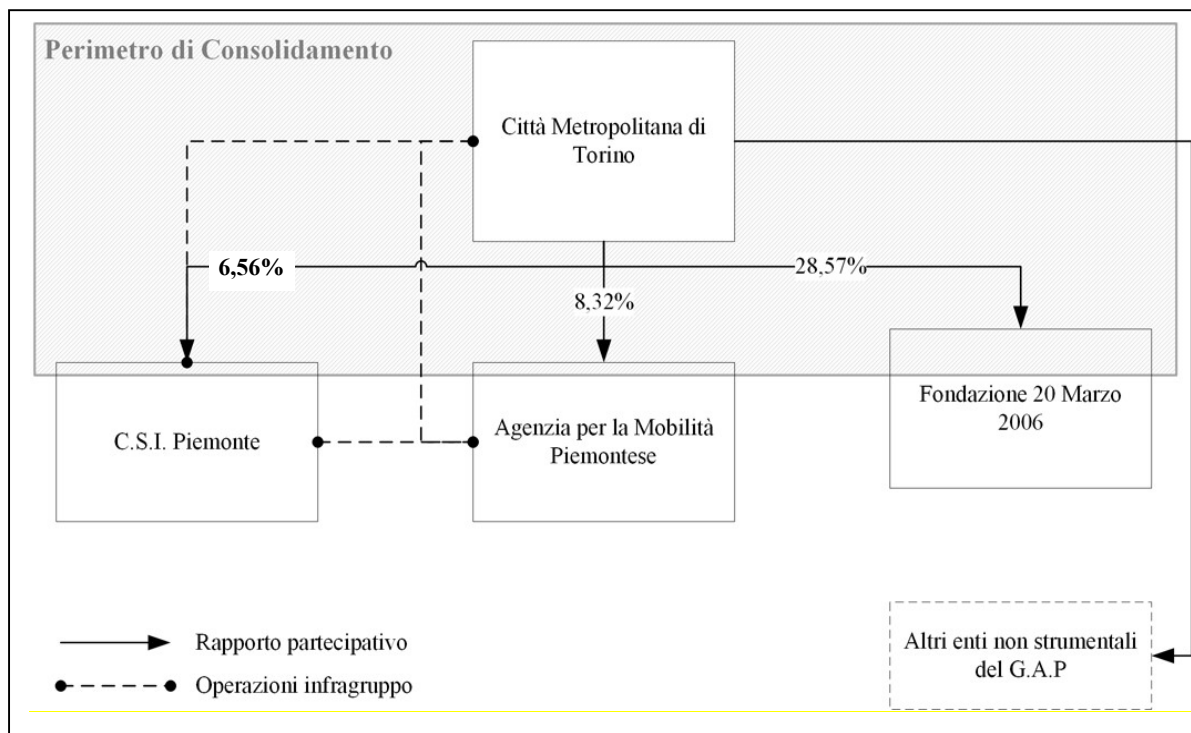 Perimetro di Consolidamento
Città Metropolitana di
Torino
6,56%
28,57%
8,32%
C.S.I. Piemonte
Agenzia per la Mobilità
Piemontese
Fondazione 20 Marzo
2006
Rapporto partecipativo
Operazioni infragruppo
Altri enti non strumentali
del G.A.P